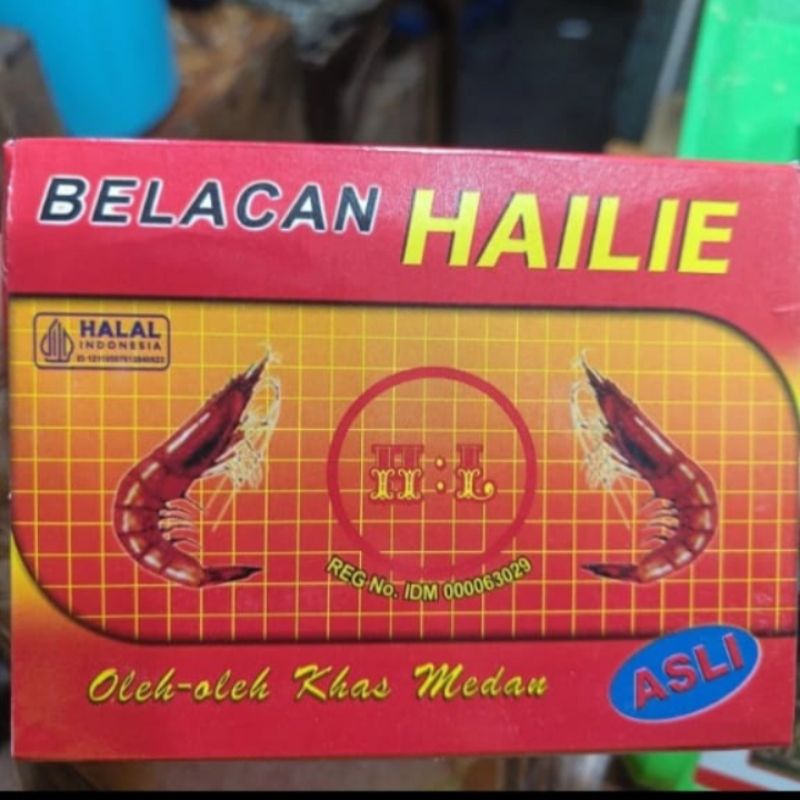 BELACAN HAILIE
HALAL
INDONESIA
H:L
REG No. IDM 000063029
Oleh-oleh Khas Medan
ASLI